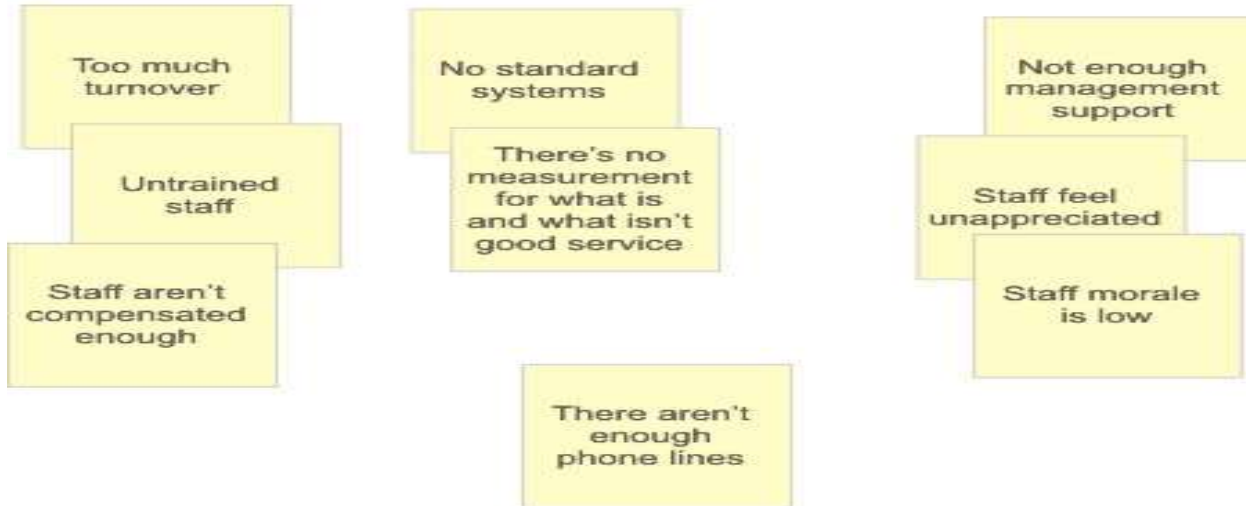 Too much
turnover
Untrained
staff
Staff aren't
compensated
enough
No standard
systems
There's no
measurement
for what is
and what isn't
good service
There aren't
enough
phone lines
Not enough
management
support
Staff feel
unappreciated
Staff morale
is low